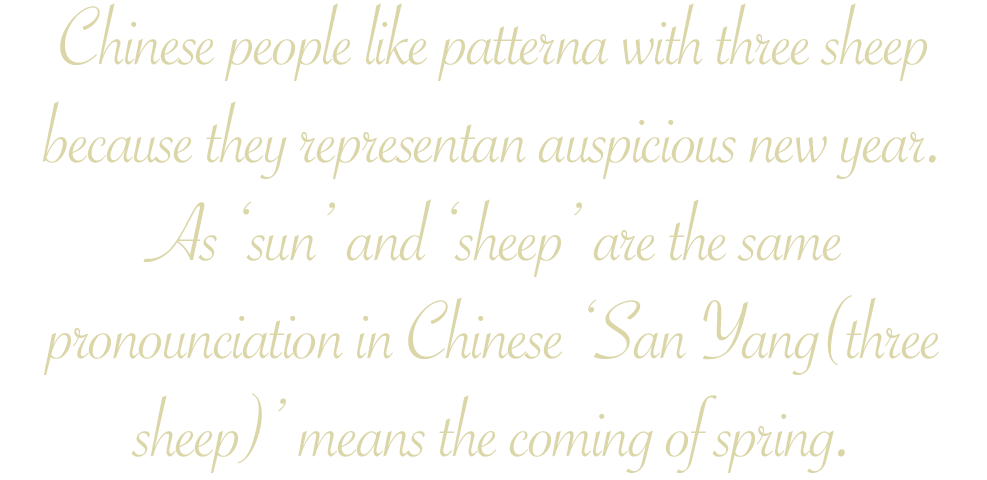 Chinese people like patterna with three sheep
because they representan auspicious new year.
As ‘sun’ and ‘sheep’ are the same
pronounciation in Chinese ‘San Yang(three
sheep)’ means the coming of spring.